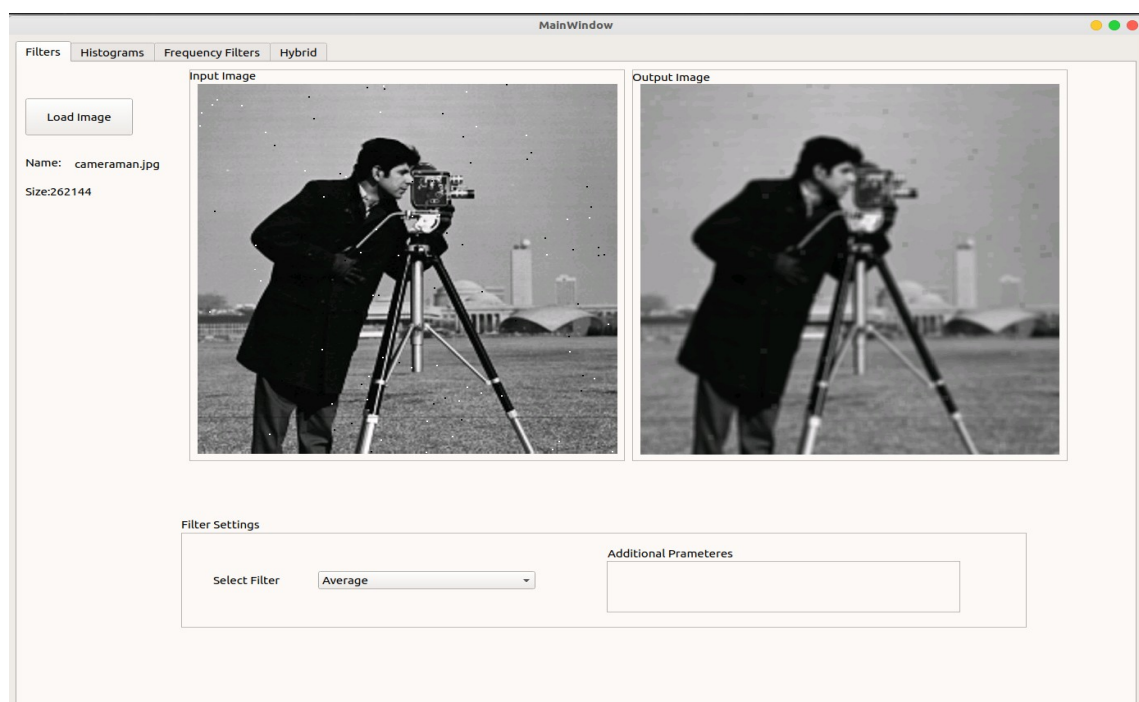 MainWindow
Filters Histograms Frequency Filters Hybrid
Input Image
Output Image
Load Image
Name: cameraman.jpg
Size:262144
Filter Settings
Additional Prameteres
Select Filter Average